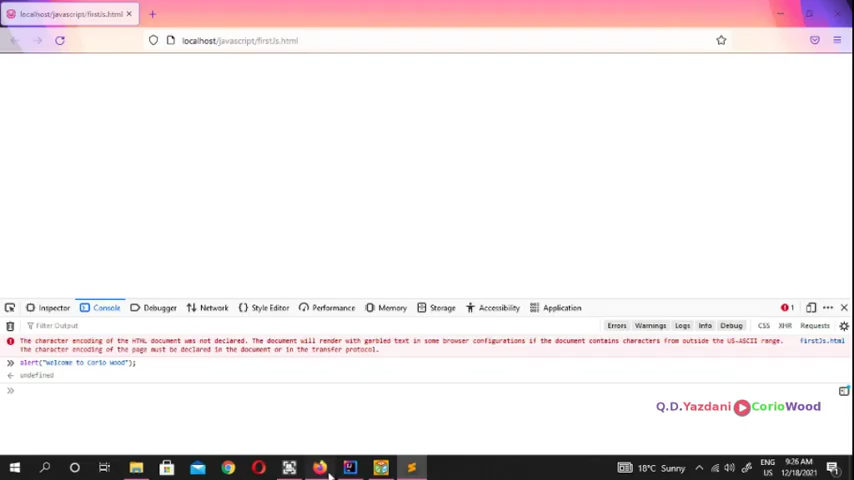 localhost/javascript/firstJs.html
localhost/javascript/firstJs.html
Inspector Console Debugger Network Style Editor Performance Memory Storage Accessibility Application 1
Filter Output Errors Warnings Logs Info Debug CSS XHR Requests
The character encoding of the HTML document was not declared. The document will render with garbled text in some browser configurations if the document contains characters from outside the US-ASCII range. firstJs.html
The character encoding of the page must be declared in the document or in the transfer protocol.
alert("welcome to Corio wood");
undefined
Q.D.Yazdani CorioWood
18°C Sunny ENG US 9:26 AM 12/18/2021